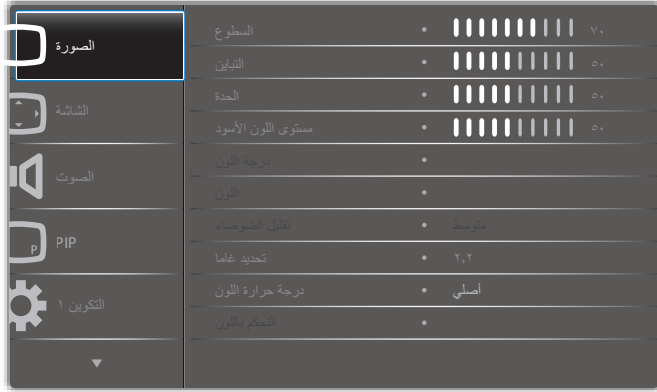 الصورة
الشاشة
الصوت
PIP
P
التكوين ١
السطوع • ٧٠
التباين • ٥٠
الحدة • ٥٠
مستوى اللون الأسود • ٥٠
درجة اللون •
اللون •
تقليل الضوضاء • متوسط
تحديد غاما • ٢,٢
درجة حرارة اللون • أصلي
التحكم باللون •